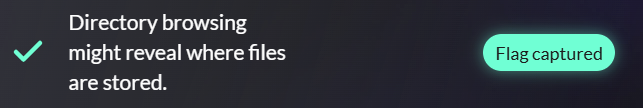 Directory browsing
might reveal where files
are stored.
Flag captured